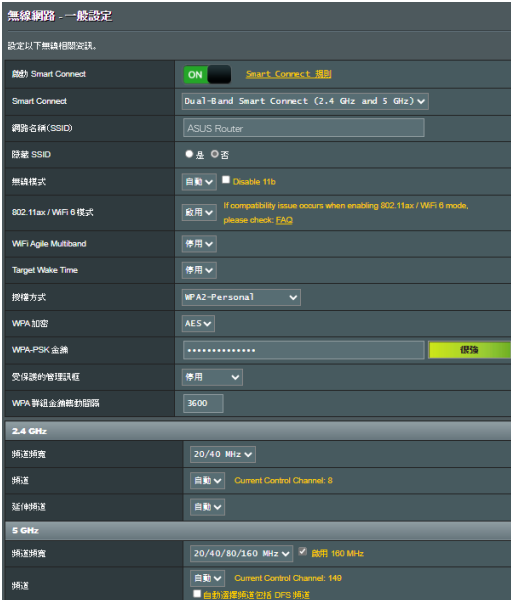 無線網路 - 一般設定
設定以下無線相關資訊。
啟動 Smart Connect ON Smart Connect 規則
Smart Connect Dual-Band Smart Connect (2.4 GHz and 5 GHz)
網路名稱(SSID) ASUS Router
隱藏 SSID 是 否
無線模式 自動 Disable 11b
802.11ax / WiFi 6 模式 啟用 If compatibility issue occurs when enabling 802.11ax / WiFi 6 mode,
please check: FAQ
WiFi Agile Multiband 停用
Target Wake Time 停用
授權方式 WPA2-Personal
WPA 加密 AES
WPA-PSK 金鑰 •••••••••••••• 很強
受保護的管理訊框 停用
WPA 群組金鑰轉動間隔 3600
2.4 GHz
頻道頻寬 20/40 MHz
頻道 自動 Current Control Channel: 8
延伸頻道 自動
5 GHz
頻道頻寬 20/40/80/160 MHz 啟用 160 MHz
頻道 自動 Current Control Channel: 149
自動選擇頻道包括 DFS 頻道